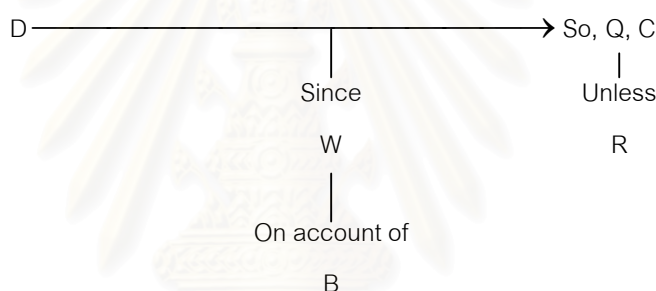 D So, Q, C
Since Unless
W R
On account of
B